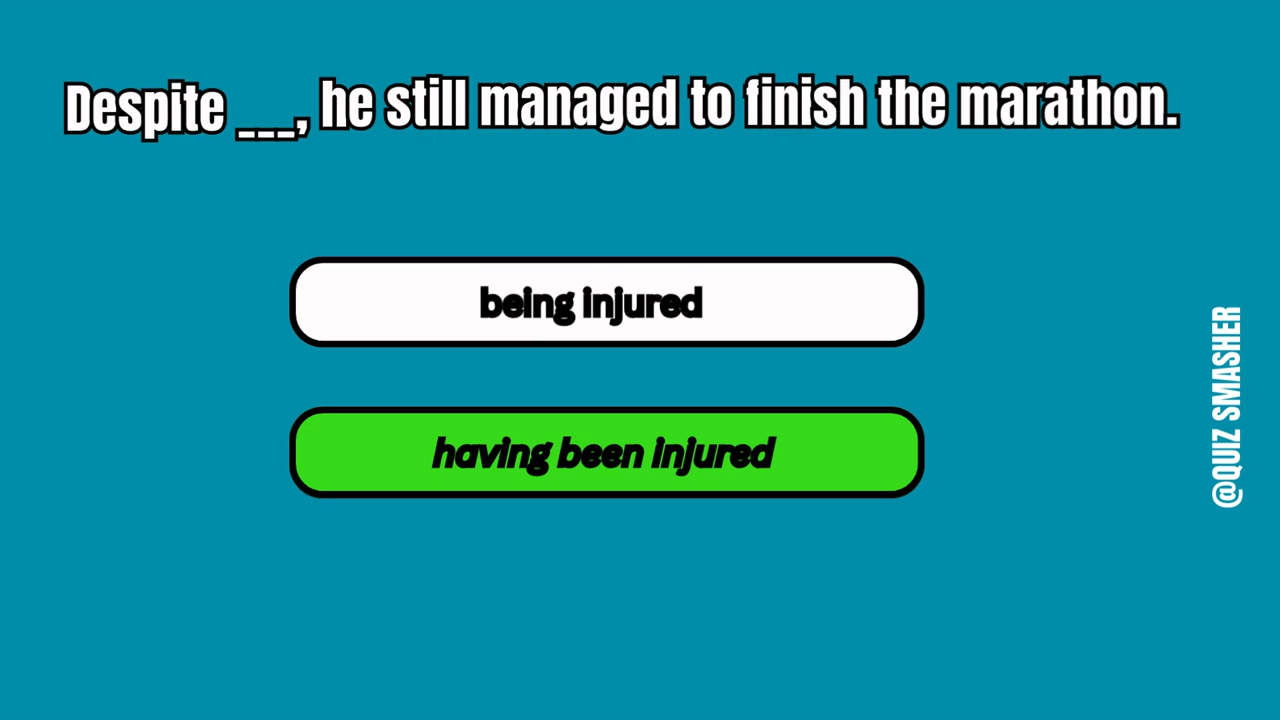 Despite ___, he still managed to finish the marathon.
being injured
having been injured
@QUIZ SMASHER